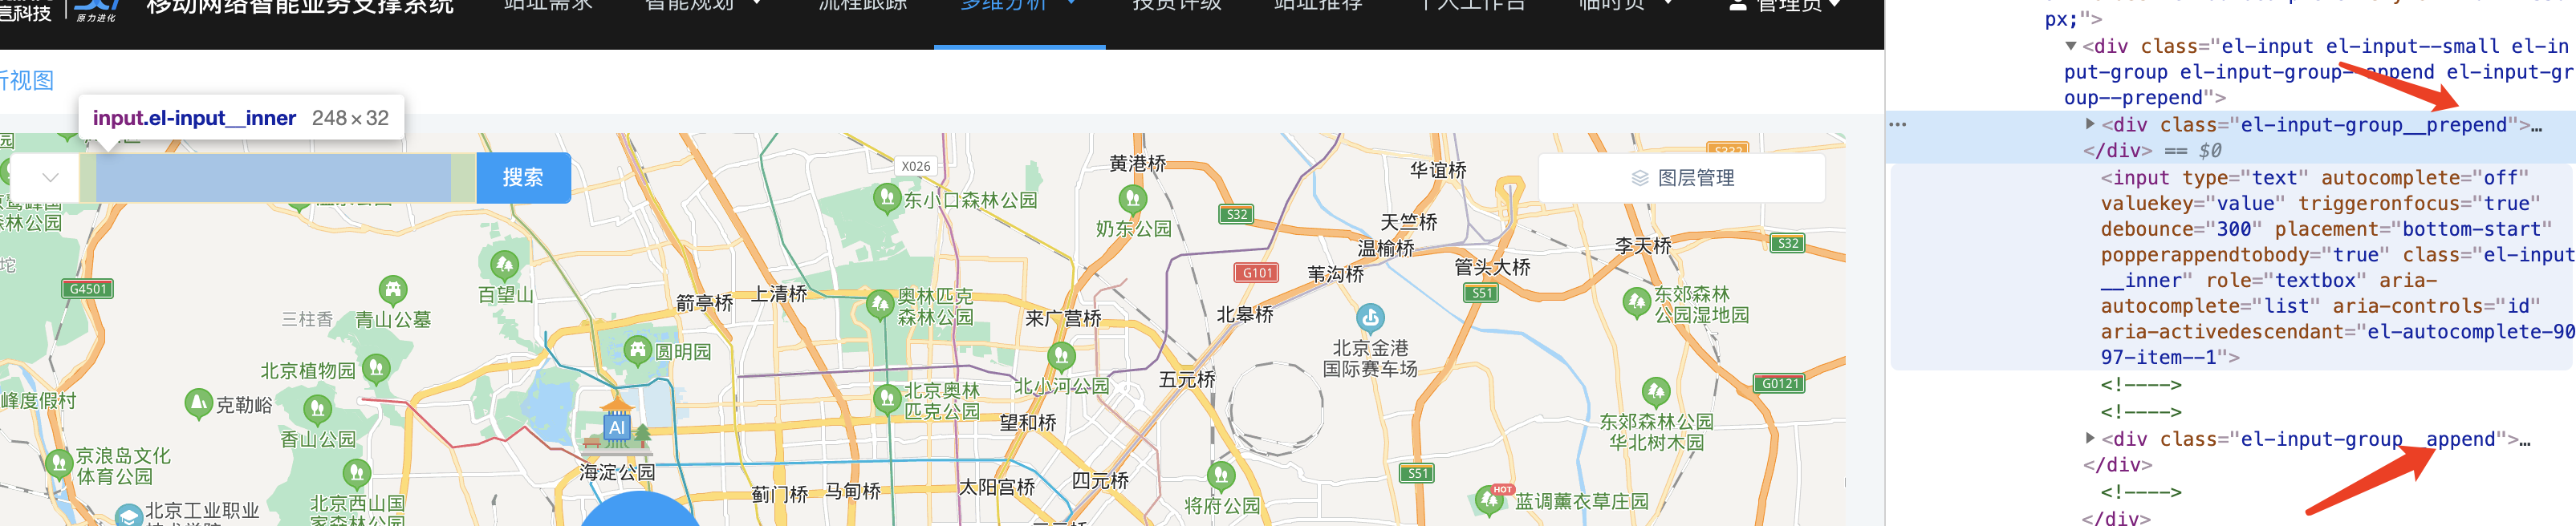 言科技
原力进化
移动网络智能业务支撑系统
站址需求
智能规划
流程跟踪
多维分析
投资评级
站址推荐
个人工作台
临时页
管理员
析视图
input.el-input__inner 248×32
搜索
图层管理
X026
黄港桥
华谊桥
S332
东小口森林公园
S32
奶东公园
天竺桥
温榆桥
李天桥
S32
森林公园
G4501
百望山
G101
苇沟桥
管头大桥
S51
箭亭桥
上清桥
奥林匹克
森林公园
三柱香
青山公墓
来广营桥
北皋桥
东郊森林
公园湿地园
圆明园
北京金港
国际赛车场
北京植物园
北小河公园
五元桥
G0121
峰度假村
克勒峪
北京奥林
匹克公园
香山公园
AI
望和桥
东郊森林公园
华北树木园
京浪岛文化
体育公园
海淀公园
四元桥
S51
蓟门桥
马甸桥
太阳宫桥
将府公园
HOT
蓝调薰衣草庄园
北京西山国
家森林公园
北京工业职业
px;">
<div class="el-input el-input--small el-in
put-group el-input-group--append el-input-gr
oup--prepend">
<div class="el-input-group__prepend">…
</div> == $0
<input type="text" autocomplete="off"
valuekey="value" triggeronfocus="true"
debounce="300" placement="bottom-start"
popperappendtobody="true" class="el-input
__inner" role="textbox" aria-
autocomplete="list" aria-controls="id"
aria-activedescendant="el-autocomplete-90
97-item--1">
<!---->
<!---->
<div class="el-input-group__append">…
</div>
<!---->
</div>